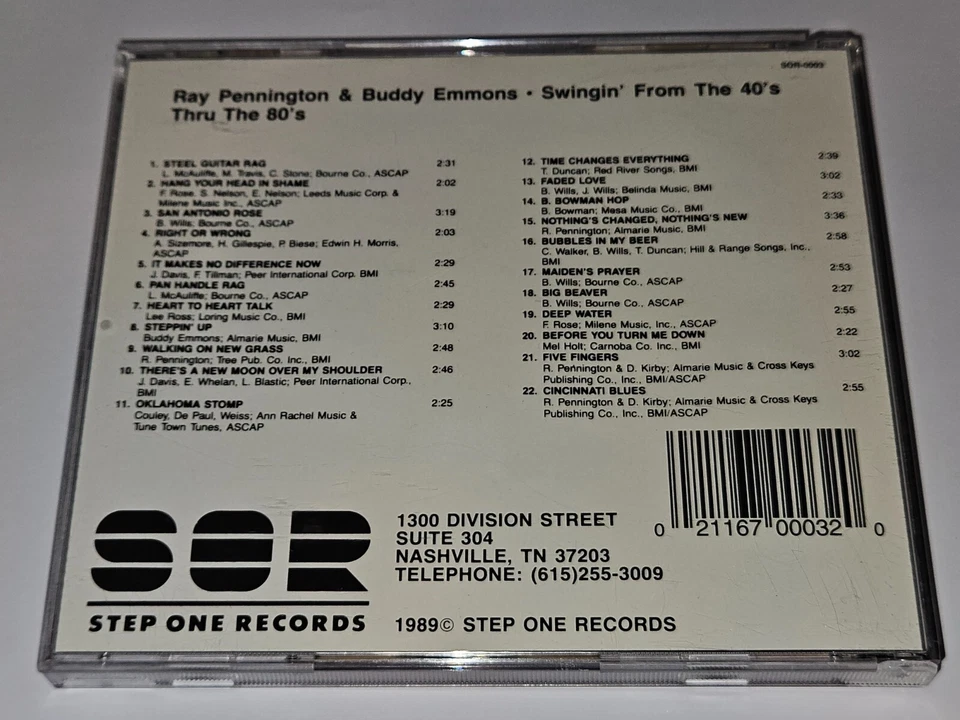 SOR-0003
Ray Pennington & Buddy Emmons • Swingin' From The 40's
Thru The 80's
1. STEEL GUITAR RAG 2:31
L. McAuliffe, M. Travis, C. Stone; Bourne Co., ASCAP
2. HANG YOUR HEAD IN SHAME 2:02
F. Rose, S. Nelson, E. Nelson; Leeds Music Corp. &
Milene Music Inc., ASCAP
3. SAN ANTONIO ROSE 3:19
B. Wills; Bourne Co., ASCAP
4. RIGHT OR WRONG 2:03
A. Sizemore, H. Gillespie, P. Biese; Edwin H. Morris,
ASCAP
5. IT MAKES NO DIFFERENCE NOW 2:29
J. Davis, F. Tillman; Peer International Corp. BMI
6. PAN HANDLE RAG 2:45
L. McAuliffe; Bourne Co., ASCAP
7. HEART TO HEART TALK 2:29
Lee Ross; Loring Music Co., BMI
8. STEPPIN' UP 3:10
Buddy Emmons; Almarie Music, BMI
9. WALKING ON NEW GRASS 2:48
R. Pennington; Tree Pub. Co. Inc., BMI
10. THERE'S A NEW MOON OVER MY SHOULDER 2:46
J. Davis, E. Whelan, L. Blastic; Peer International Corp.,
BMI
11. OKLAHOMA STOMP 2:25
Couley, De Paul, Weiss; Ann Rachel Music &
Tune Town Tunes, ASCAP
12. TIME CHANGES EVERYTHING 2:39
T. Duncan; Red River Songs, BMI
13. FADED LOVE 3:02
B. Wills, J. Wills; Belinda Music, BMI
14. B. BOWMAN HOP 2:33
B. Bowman; Mesa Music Co., BMI
15. NOTHING'S CHANGED, NOTHING'S NEW 3:36
R. Pennington; Almarie Music, BMI
16. BUBBLES IN MY BEER 2:58
C. Walker, B. Wills, T. Duncan; Hill & Range Songs, Inc.,
BMI
17. MAIDEN'S PRAYER 2:53
B. Wills; Bourne Co., ASCAP
18. BIG BEAVER 2:27
B. Wills; Bourne Co., ASCAP
19. DEEP WATER 2:55
F. Rose; Milene Music, Inc., ASCAP
20. BEFORE YOU TURN ME DOWN 2:22
Mel Holt; Carnoba Co. Inc., BMI
21. FIVE FINGERS 3:02
R. Pennington & D. Kirby; Almarie Music & Cross Keys
Publishing Co., Inc., BMI/ASCAP
22. CINCINNATI BLUES 2:55
R. Pennington & D. Kirby; Almarie Music & Cross Keys
Publishing Co., Inc., BMI/ASCAP
0 21167 00032 0
SOR
STEP ONE RECORDS
1300 DIVISION STREET
SUITE 304
NASHVILLE, TN 37203
TELEPHONE: (615)255-3009
1989© STEP ONE RECORDS